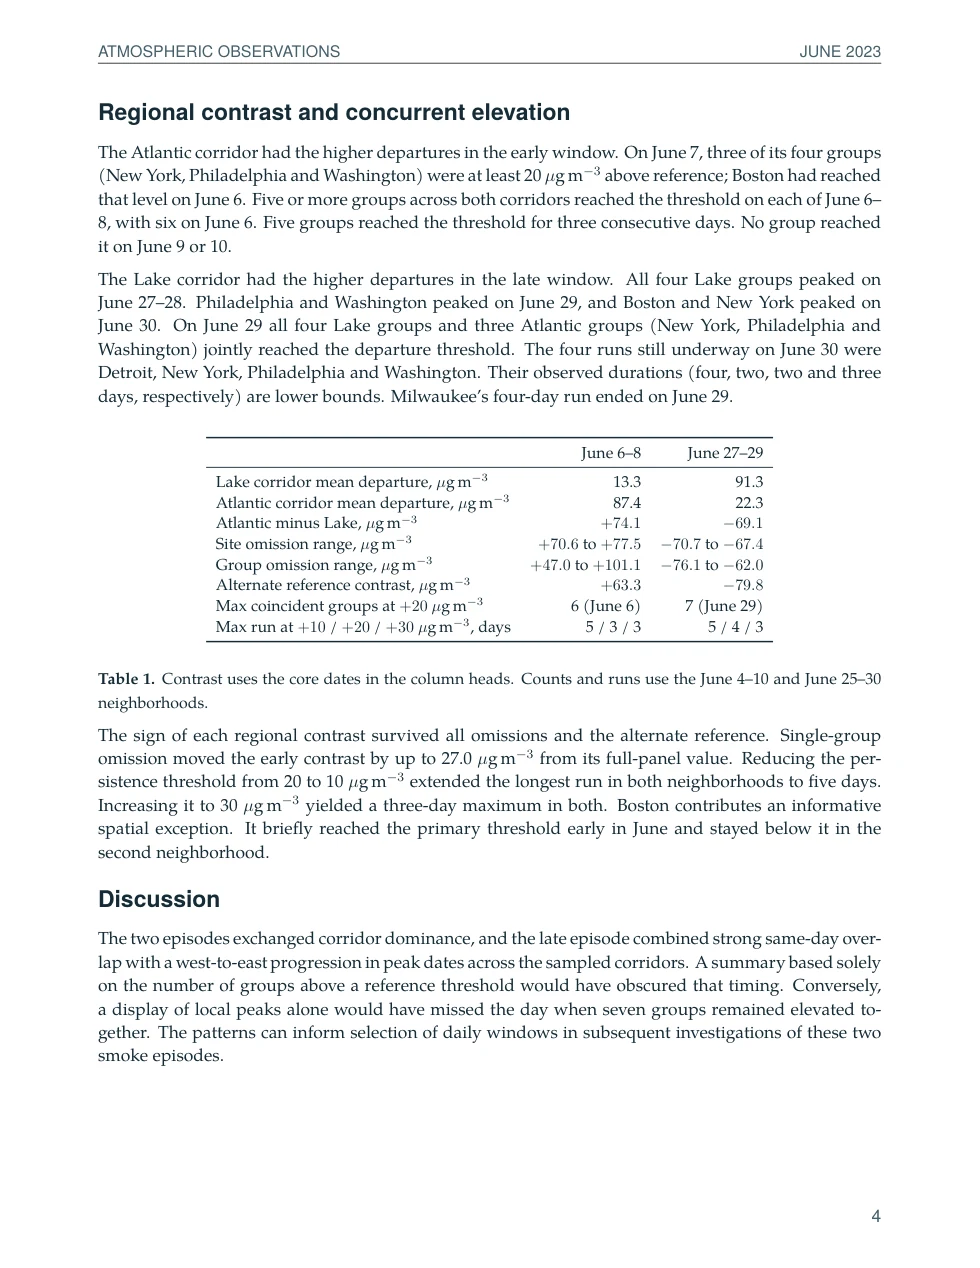 ATMOSPHERIC OBSERVATIONS JUNE 2023
Regional contrast and concurrent elevation
The Atlantic corridor had the higher departures in the early window. On June 7, three of its four groups
(New York, Philadelphia and Washington) were at least 20 μg m⁻³ above reference; Boston had reached
that level on June 6. Five or more groups across both corridors reached the threshold on each of June 6–
8, with six on June 6. Five groups reached the threshold for three consecutive days. No group reached
it on June 9 or 10.
The Lake corridor had the higher departures in the late window. All four Lake groups peaked on
June 27–28. Philadelphia and Washington peaked on June 29, and Boston and New York peaked on
June 30. On June 29 all four Lake groups and three Atlantic groups (New York, Philadelphia and
Washington) jointly reached the departure threshold. The four runs still underway on June 30 were
Detroit, New York, Philadelphia and Washington. Their observed durations (four, two, two and three
days, respectively) are lower bounds. Milwaukee's four-day run ended on June 29.
June 6–8 June 27–29
Lake corridor mean departure, μg m⁻³ 13.3 91.3
Atlantic corridor mean departure, μg m⁻³ 87.4 22.3
Atlantic minus Lake, μg m⁻³ +74.1 −69.1
Site omission range, μg m⁻³ +70.6 to +77.5 −70.7 to −67.4
Group omission range, μg m⁻³ +47.0 to +101.1 −76.1 to −62.0
Alternate reference contrast, μg m⁻³ +63.3 −79.8
Max coincident groups at +20 μg m⁻³ 6 (June 6) 7 (June 29)
Max run at +10 / +20 / +30 μg m⁻³, days 5 / 3 / 3 5 / 4 / 3
Table 1. Contrast uses the core dates in the column heads. Counts and runs use the June 4–10 and June 25–30
neighborhoods.
The sign of each regional contrast survived all omissions and the alternate reference. Single-group
omission moved the early contrast by up to 27.0 μg m⁻³ from its full-panel value. Reducing the per-
sistence threshold from 20 to 10 μg m⁻³ extended the longest run in both neighborhoods to five days.
Increasing it to 30 μg m⁻³ yielded a three-day maximum in both. Boston contributes an informative
spatial exception. It briefly reached the primary threshold early in June and stayed below it in the
second neighborhood.
Discussion
The two episodes exchanged corridor dominance, and the late episode combined strong same-day over-
lap with a west-to-east progression in peak dates across the sampled corridors. A summary based solely
on the number of groups above a reference threshold would have obscured that timing. Conversely,
a display of local peaks alone would have missed the day when seven groups remained elevated to-
gether. The patterns can inform selection of daily windows in subsequent investigations of these two
smoke episodes.
4